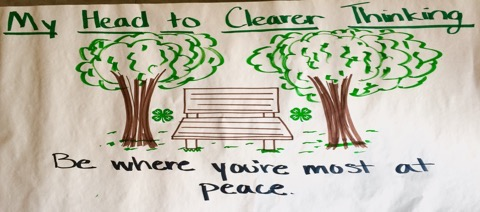 My Head to Clearer Thinking
Be where you're most at
peace.